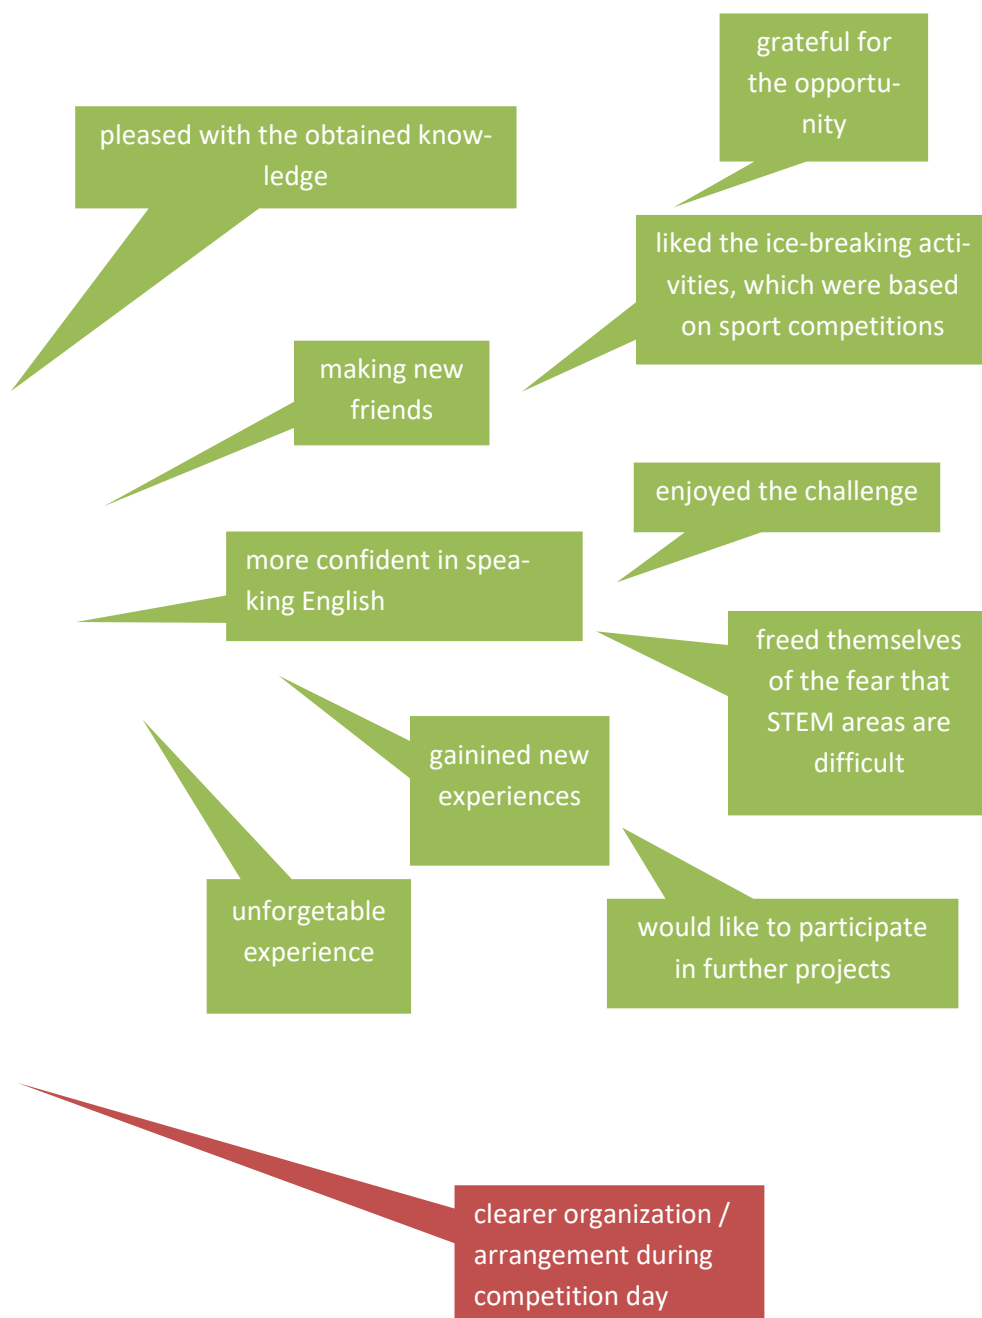 grateful for
the opportu-
nity
pleased with the obtained know-
ledge
liked the ice-breaking acti-
vities, which were based
on sport competitions
making new
friends
enjoyed the challenge
more confident in spea-
king English
freed themselves
of the fear that
STEM areas are
difficult
gainined new
experiences
unforgetable
experience
would like to participate
in further projects
clearer organization /
arrangement during
competition day